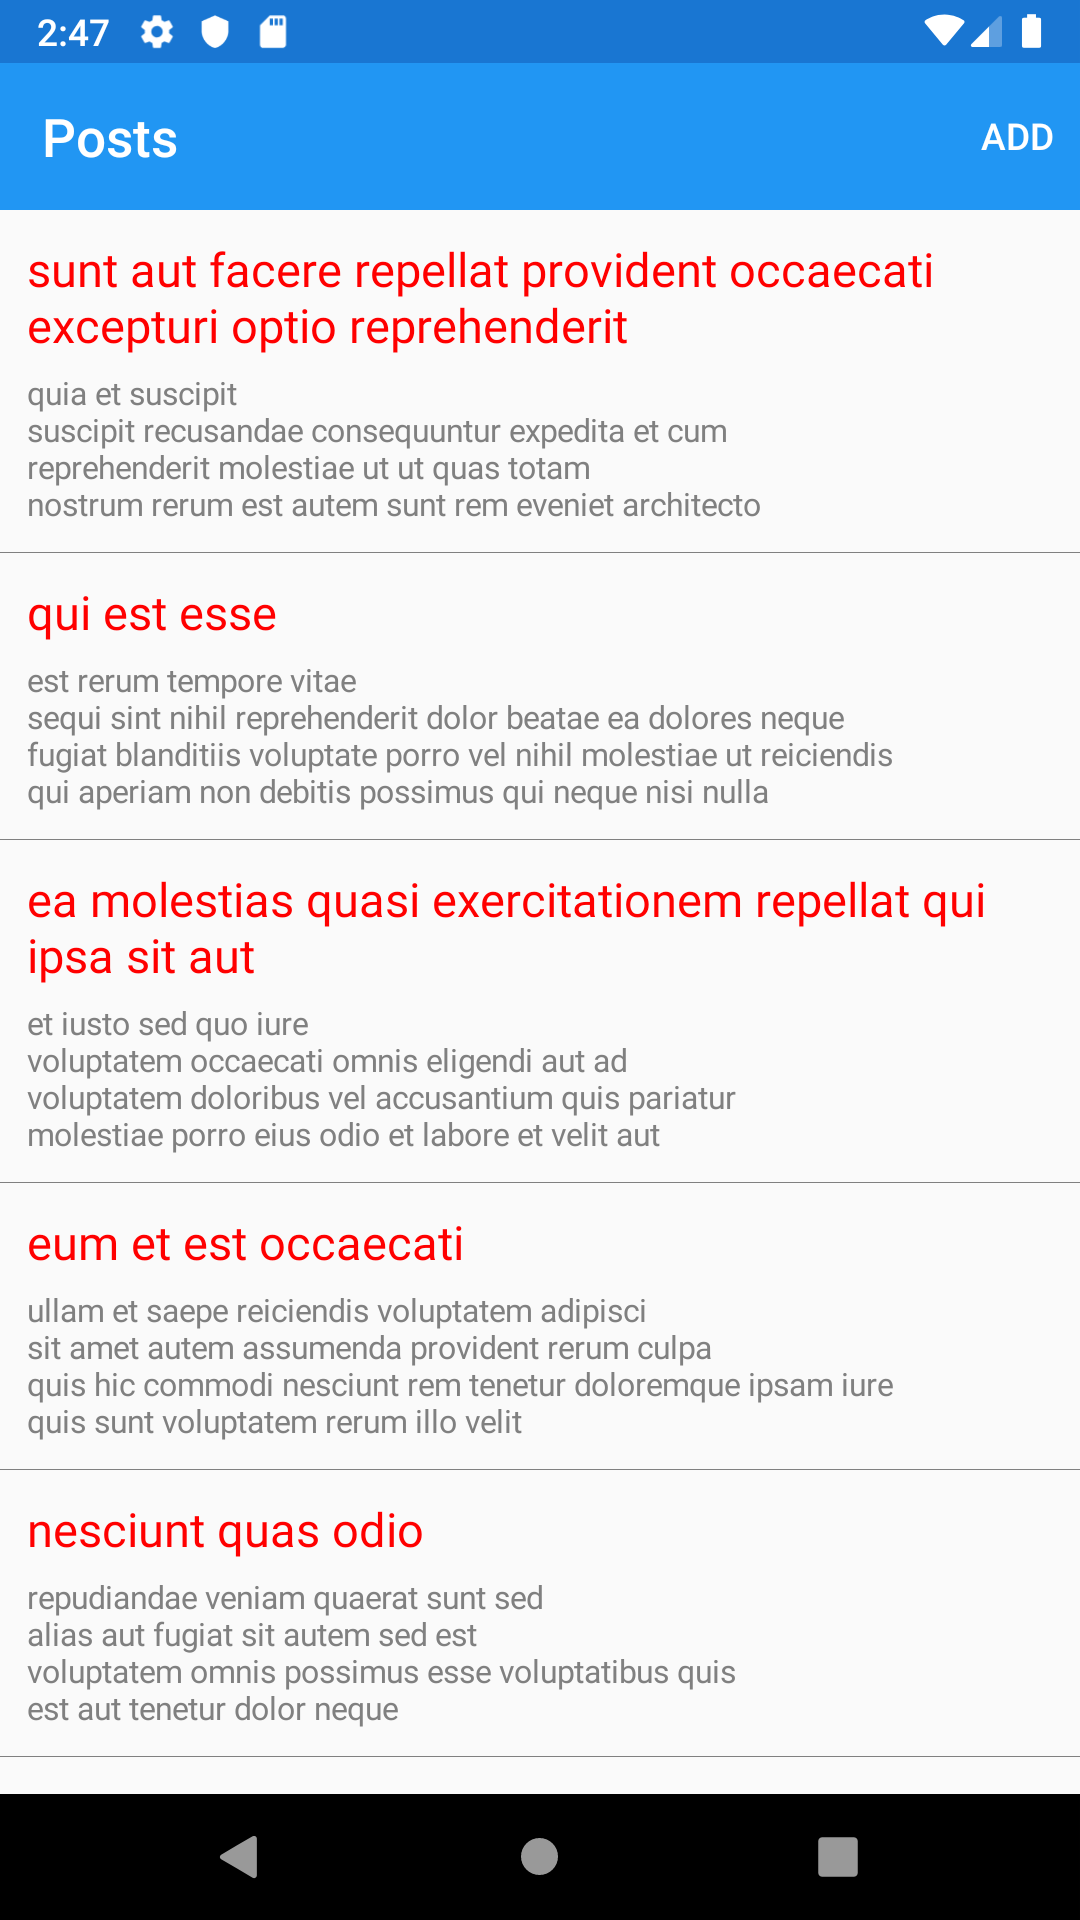 2:47
Posts
ADD
sunt aut facere repellat provident occaecati
excepturi optio reprehenderit
quia et suscipit
suscipit recusandae consequuntur expedita et cum
reprehenderit molestiae ut ut quas totam
nostrum rerum est autem sunt rem eveniet architecto
qui est esse
est rerum tempore vitae
sequi sint nihil reprehenderit dolor beatae ea dolores neque
fugiat blanditiis voluptate porro vel nihil molestiae ut reiciendis
qui aperiam non debitis possimus qui neque nisi nulla
ea molestias quasi exercitationem repellat qui
ipsa sit aut
et iusto sed quo iure
voluptatem occaecati omnis eligendi aut ad
voluptatem doloribus vel accusantium quis pariatur
molestiae porro eius odio et labore et velit aut
eum et est occaecati
ullam et saepe reiciendis voluptatem adipisci
sit amet autem assumenda provident rerum culpa
quis hic commodi nesciunt rem tenetur doloremque ipsam iure
quis sunt voluptatem rerum illo velit
nesciunt quas odio
repudiandae veniam quaerat sunt sed
alias aut fugiat sit autem sed est
voluptatem omnis possimus esse voluptatibus quis
est aut tenetur dolor neque